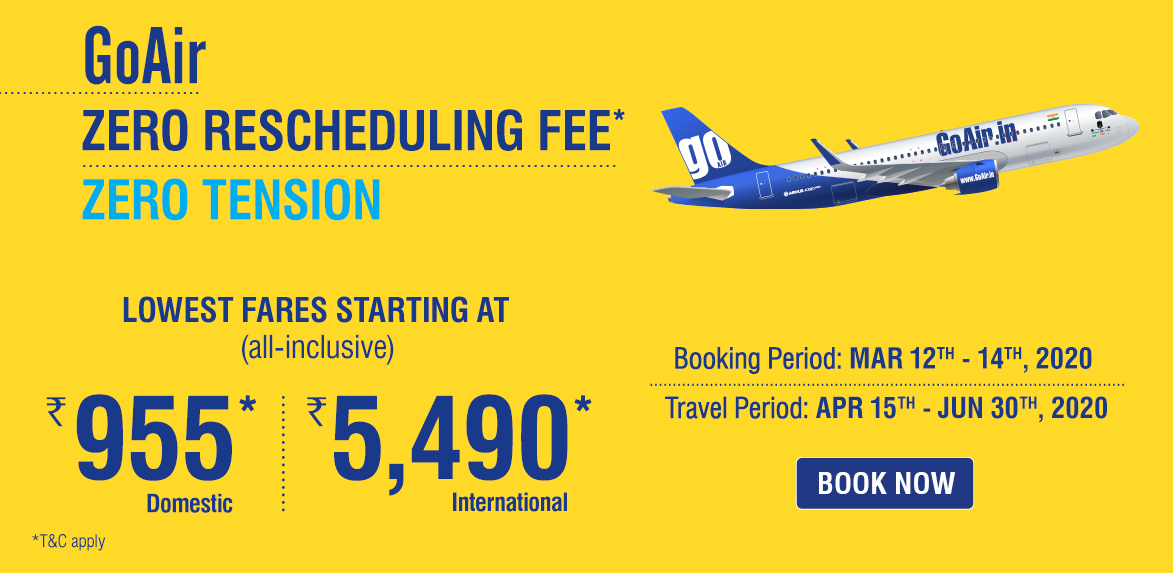 GoAir
ZERO RESCHEDULING FEE*
ZERO TENSION
go
AIR
GoAir.in
www.GoAir.in
LOWEST FARES STARTING AT
(all-inclusive)
₹955*
Domestic
₹5,490*
International
Booking Period: MAR 12TH - 14TH, 2020
Travel Period: APR 15TH - JUN 30TH, 2020
BOOK NOW
*T&C apply